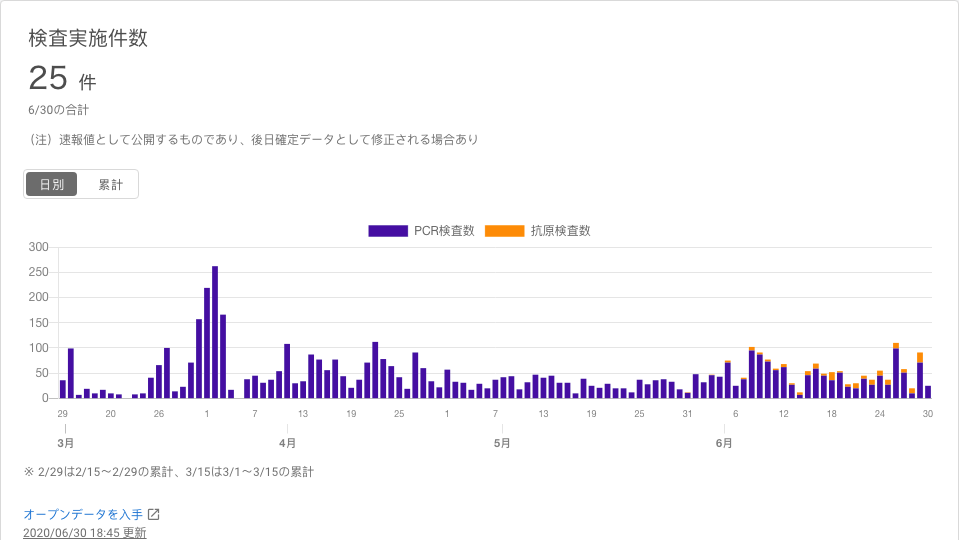 検査実施件数
25 件
6/30の合計
（注）速報値として公開するものであり、後日確定データとして修正される場合あり
日別 累計
PCR検査数 抗原検査数
300
250
200
150
100
50
0
29 20 26 1 7 13 19 25 1 7 13 19 25 31 6 12 18 24 30
3月 4月 5月 6月
※ 2/29は2/15〜2/29の累計、3/15は3/1〜3/15の累計
オープンデータを入手
2020/06/30 18:45 更新